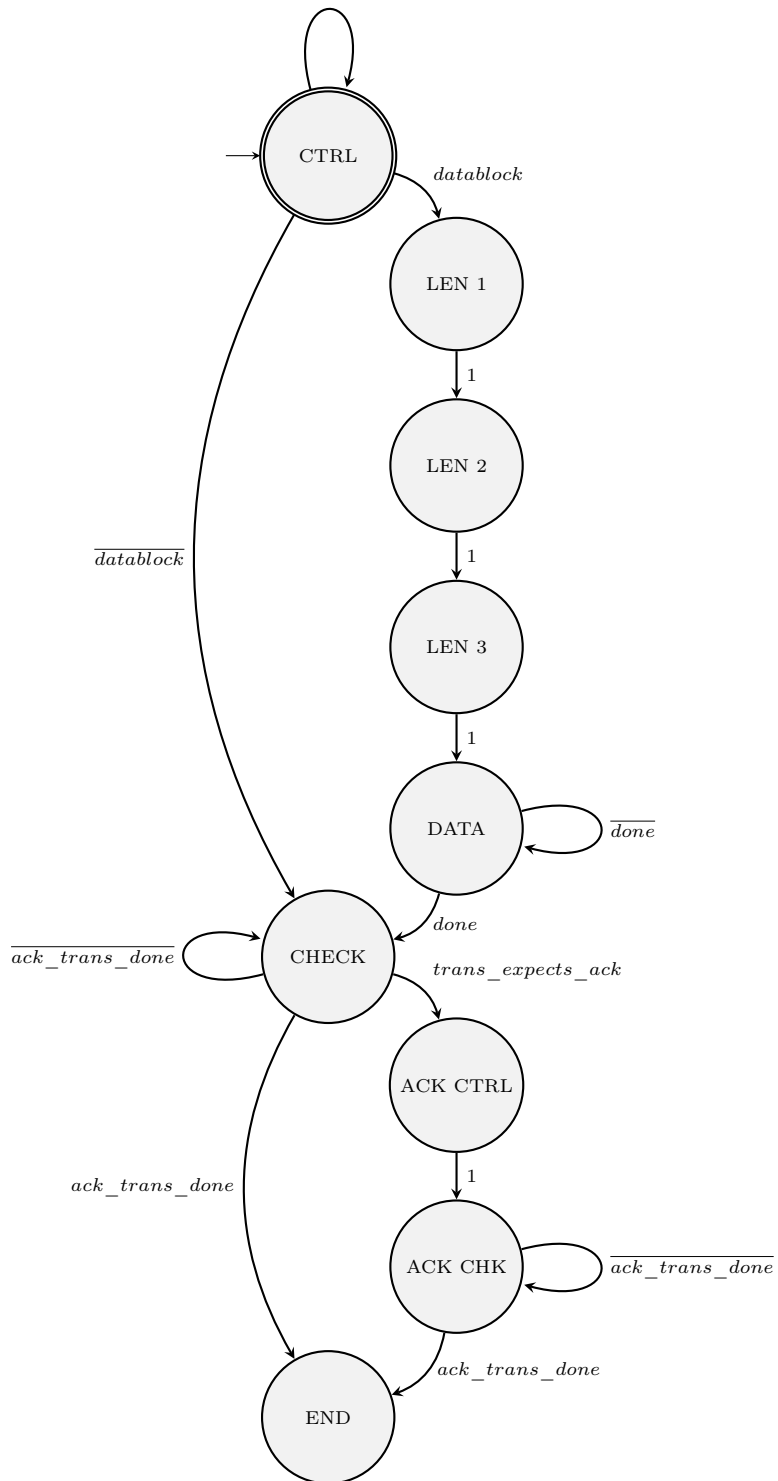 CTRL
datablock
LEN 1
1
LEN 2
datablock
1
LEN 3
1
DATA
done
done
ack_trans_done
CHECK
trans_expects_ack
ACK CTRL
1
ack_trans_done
ACK CHK
ack_trans_done
ack_trans_done
END